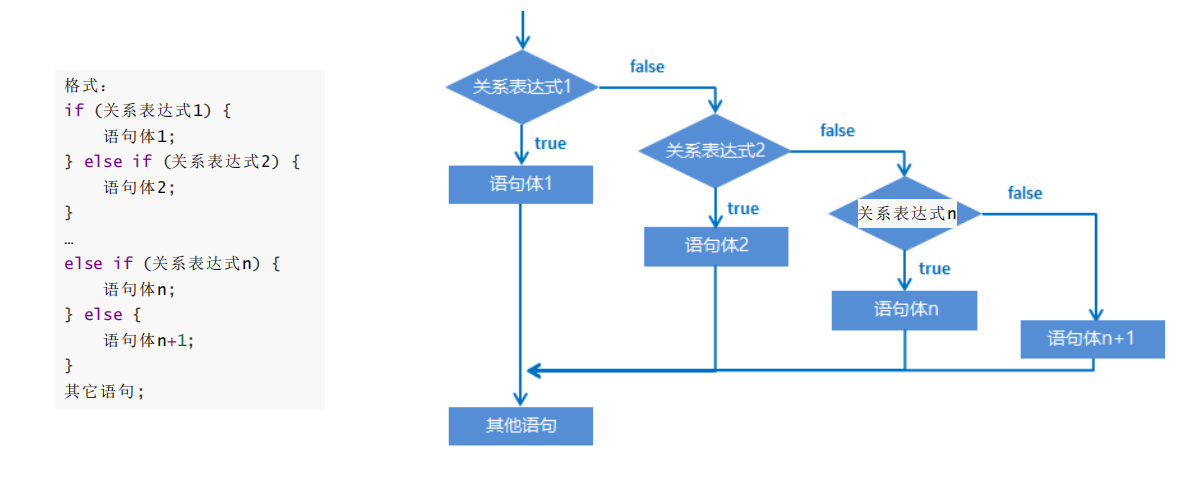 格式：
if (关系表达式1) {
    语句体1;
} else if (关系表达式2) {
    语句体2;
}
…
else if (关系表达式n) {
    语句体n;
} else {
    语句体n+1;
}
其它语句;
关系表达式1
false
true
语句体1
关系表达式2
false
true
语句体2
关系表达式n
false
true
语句体n
语句体n+1
其他语句